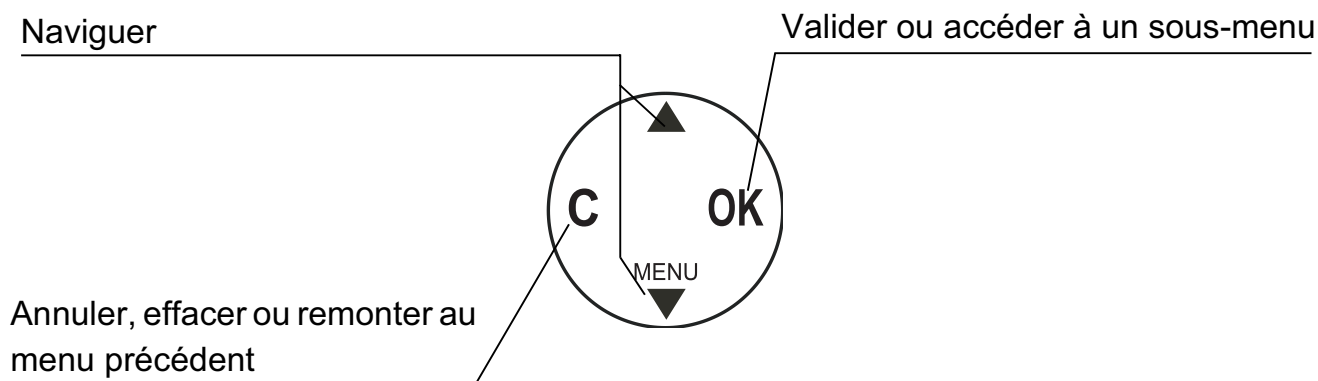 Naviguer
Valider ou accéder à un sous-menu
C
OK
MENU
Annuler, effacer ou remonter au
menu précédent